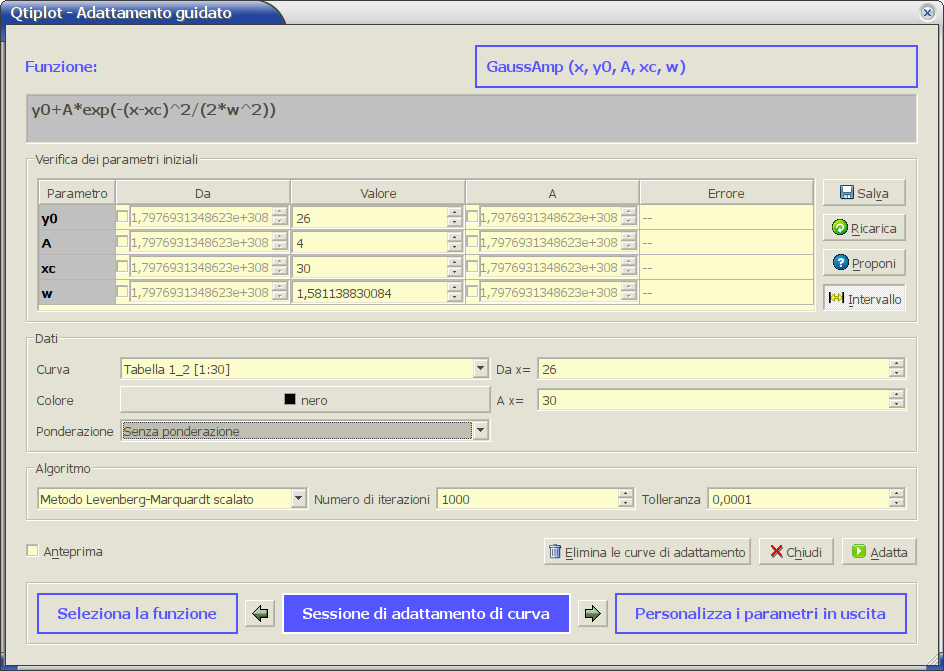 Qtiplot - Adattamento guidato
Funzione:
GaussAmp (x, y0, A, xc, w)
y0+A*exp(-(x-xc)^2/(2*w^2))
Verifica dei parametri iniziali
Parametro Da Valore A Errore
y0 1,7976931348623e+308 26 1,7976931348623e+308 --
A 1,7976931348623e+308 4 1,7976931348623e+308 --
xc 1,7976931348623e+308 30 1,7976931348623e+308 --
w 1,7976931348623e+308 1,581138830084 1,7976931348623e+308 --
Salva
Ricarica
Proponi
Intervallo
Dati
Curva Tabella 1_2 [1:30] Da x= 26
Colore nero A x= 30
Ponderazione Senza ponderazione
Algoritmo
Metodo Levenberg-Marquardt scalato Numero di iterazioni 1000 Tolleranza 0,0001
Anteprima Elimina le curve di adattamento Chiudi Adatta
Seleziona la funzione Sessione di adattamento di curva Personalizza i parametri in uscita